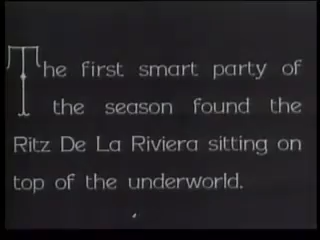 The first smart party of
the season found the
Ritz De La Riviera sitting on
top of the underworld.